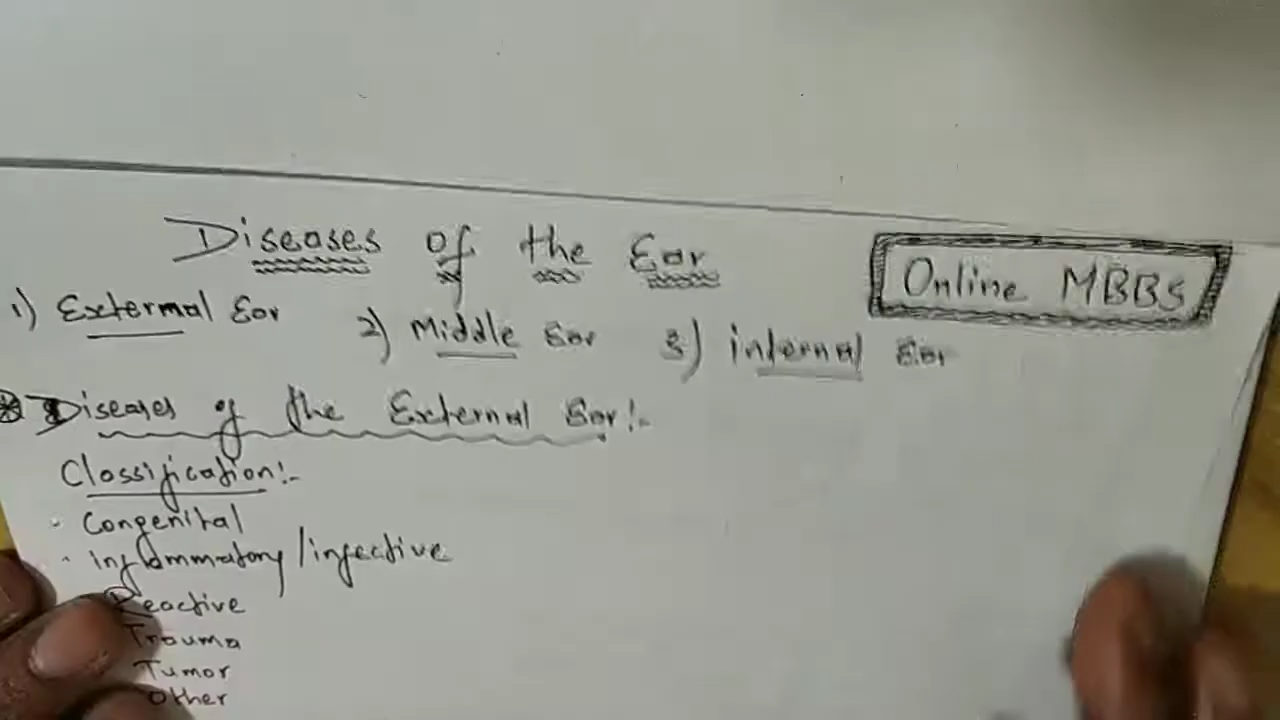 Diseases of the Ear
Online MBBS
1) External Ear 2) Middle Ear 3) internal Ear
Diseases of the External Ear:-
Classification:-
· Congenital
· inflammatory/infective
Reactive
Trauma
Tumor
Other